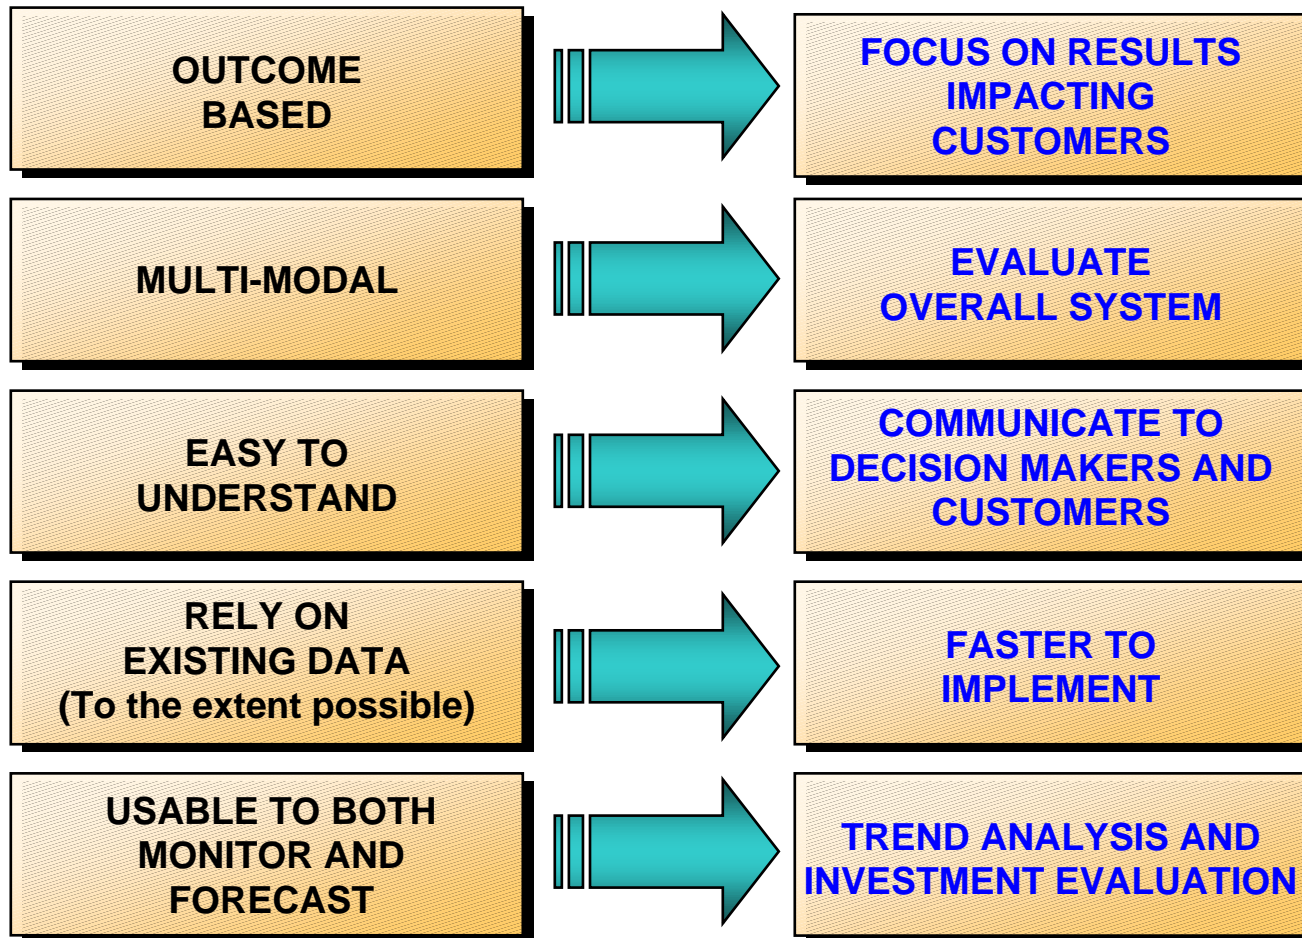 OUTCOME
BASED
FOCUS ON RESULTS
IMPACTING
CUSTOMERS
MULTI-MODAL
EVALUATE
OVERALL SYSTEM
EASY TO
UNDERSTAND
COMMUNICATE TO
DECISION MAKERS AND
CUSTOMERS
RELY ON
EXISTING DATA
(To the extent possible)
FASTER TO
IMPLEMENT
USABLE TO BOTH
MONITOR AND
FORECAST
TREND ANALYSIS AND
INVESTMENT EVALUATION